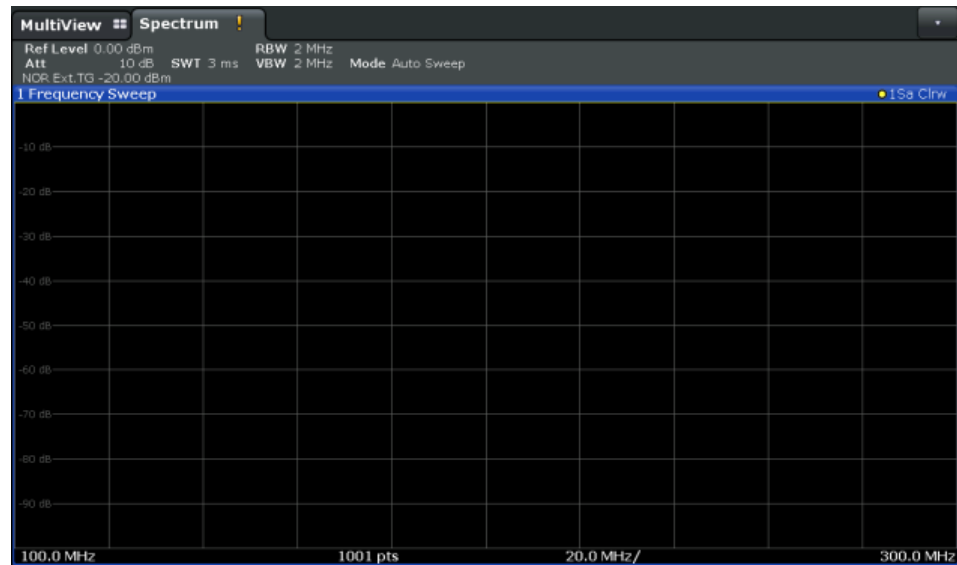 MultiView Spectrum !
Ref Level 0.00 dBm RBW 2 MHz
Att 10 dB SWT 3 ms VBW 2 MHz Mode Auto Sweep
NOR Ext.TG -20.00 dBm
1 Frequency Sweep 1Sa Clrw
-10 dB
-20 dB
-30 dB
-40 dB
-50 dB
-60 dB
-70 dB
-80 dB
-90 dB
100.0 MHz 1001 pts 20.0 MHz/ 300.0 MHz